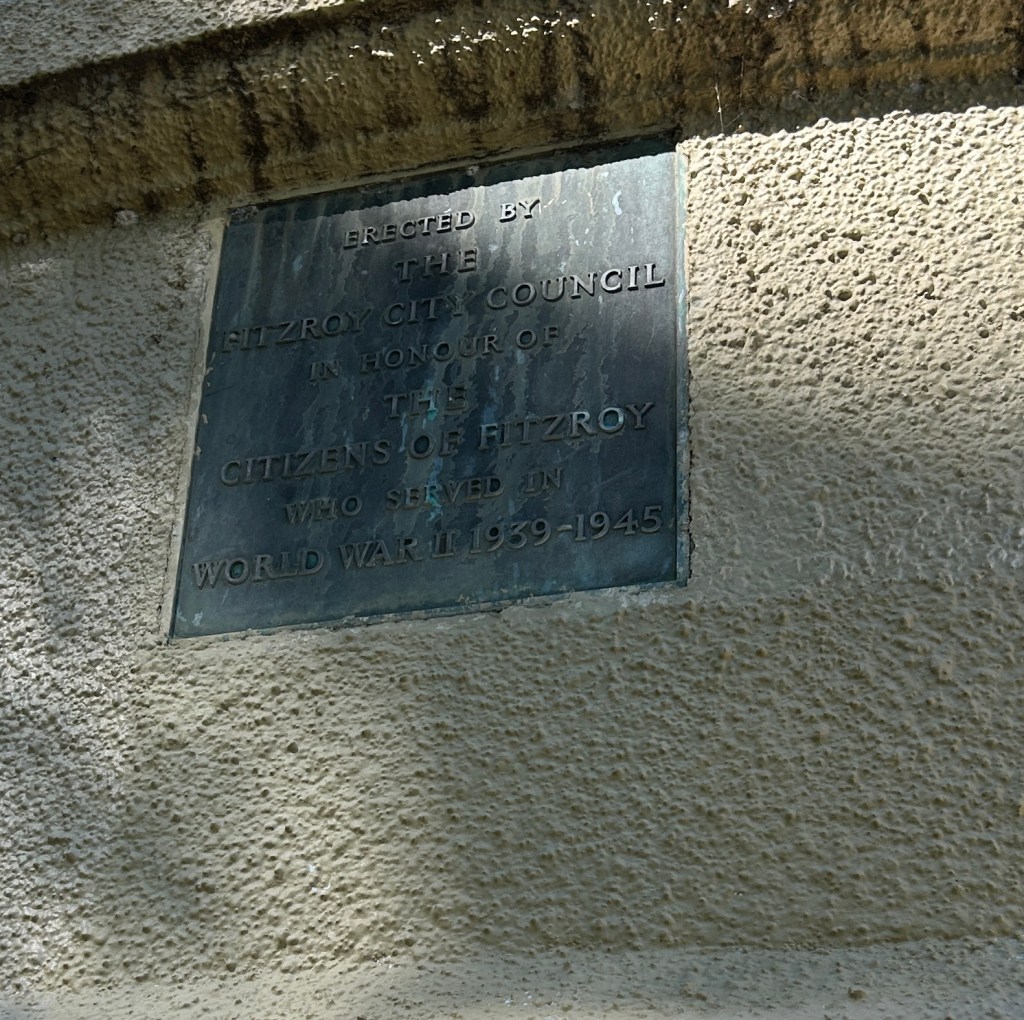 ERECTED BY
THE
FITZROY CITY COUNCIL
IN HONOUR OF
THE
CITIZENS OF FITZROY
WHO SERVED IN
WORLD WAR II 1939-1945